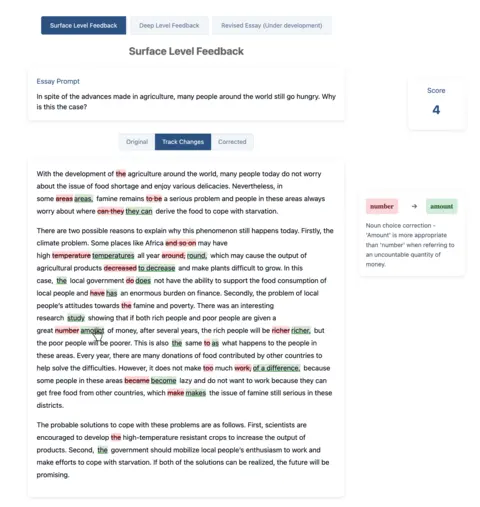 Surface Level Feedback
Deep Level Feedback
Revised Essay (Under development)
Surface Level Feedback
Essay Prompt
In spite of the advances made in agriculture, many people around the world still go hungry. Why
is this the case?
Score
4
Original
Track Changes
Corrected
With the development of the agriculture around the world, many people today do not worry
about the issue of food shortage and enjoy various delicacies. Nevertheless, in
some areas areas, famine remains to be a serious problem and people in these areas always
worry about where can they they can derive the food to cope with starvation.
There are two possible reasons to explain why this phenomenon still happens today. Firstly, the
climate problem. Some places like Africa and so on may have
high temperature temperatures all year around; round, which may cause the output of
agricultural products decreased to decrease and make plants difficult to grow. In this
case, the local government do does not have the ability to support the food consumption of
local people and have has an enormous burden on finance. Secondly, the problem of local
people's attitudes towards the famine and poverty. There was an interesting
research study showing that if both rich people and poor people are given a
great number amount of money, after several years, the rich people will be richer richer, but
the poor people will be poorer. This is also the same to as what happens to the people in
these areas. Every year, there are many donations of food contributed by other countries to
help solve the difficulties. However, it does not make too much work; of a difference, because
some people in these areas became become lazy and do not want to work because they can
get free food from other countries, which make makes the issue of famine still serious in these
districts.
The probable solutions to cope with these problems are as follows. First, scientists are
encouraged to develop the high-temperature resistant crops to increase the output of
products. Second, the government should mobilize local people's enthusiasm to work and
make efforts to cope with starvation. If both of the solutions can be realized, the future will be
promising.
number → amount
Noun choice correction -
'Amount' is more appropriate
than 'number' when referring to
an uncountable quantity of
money.